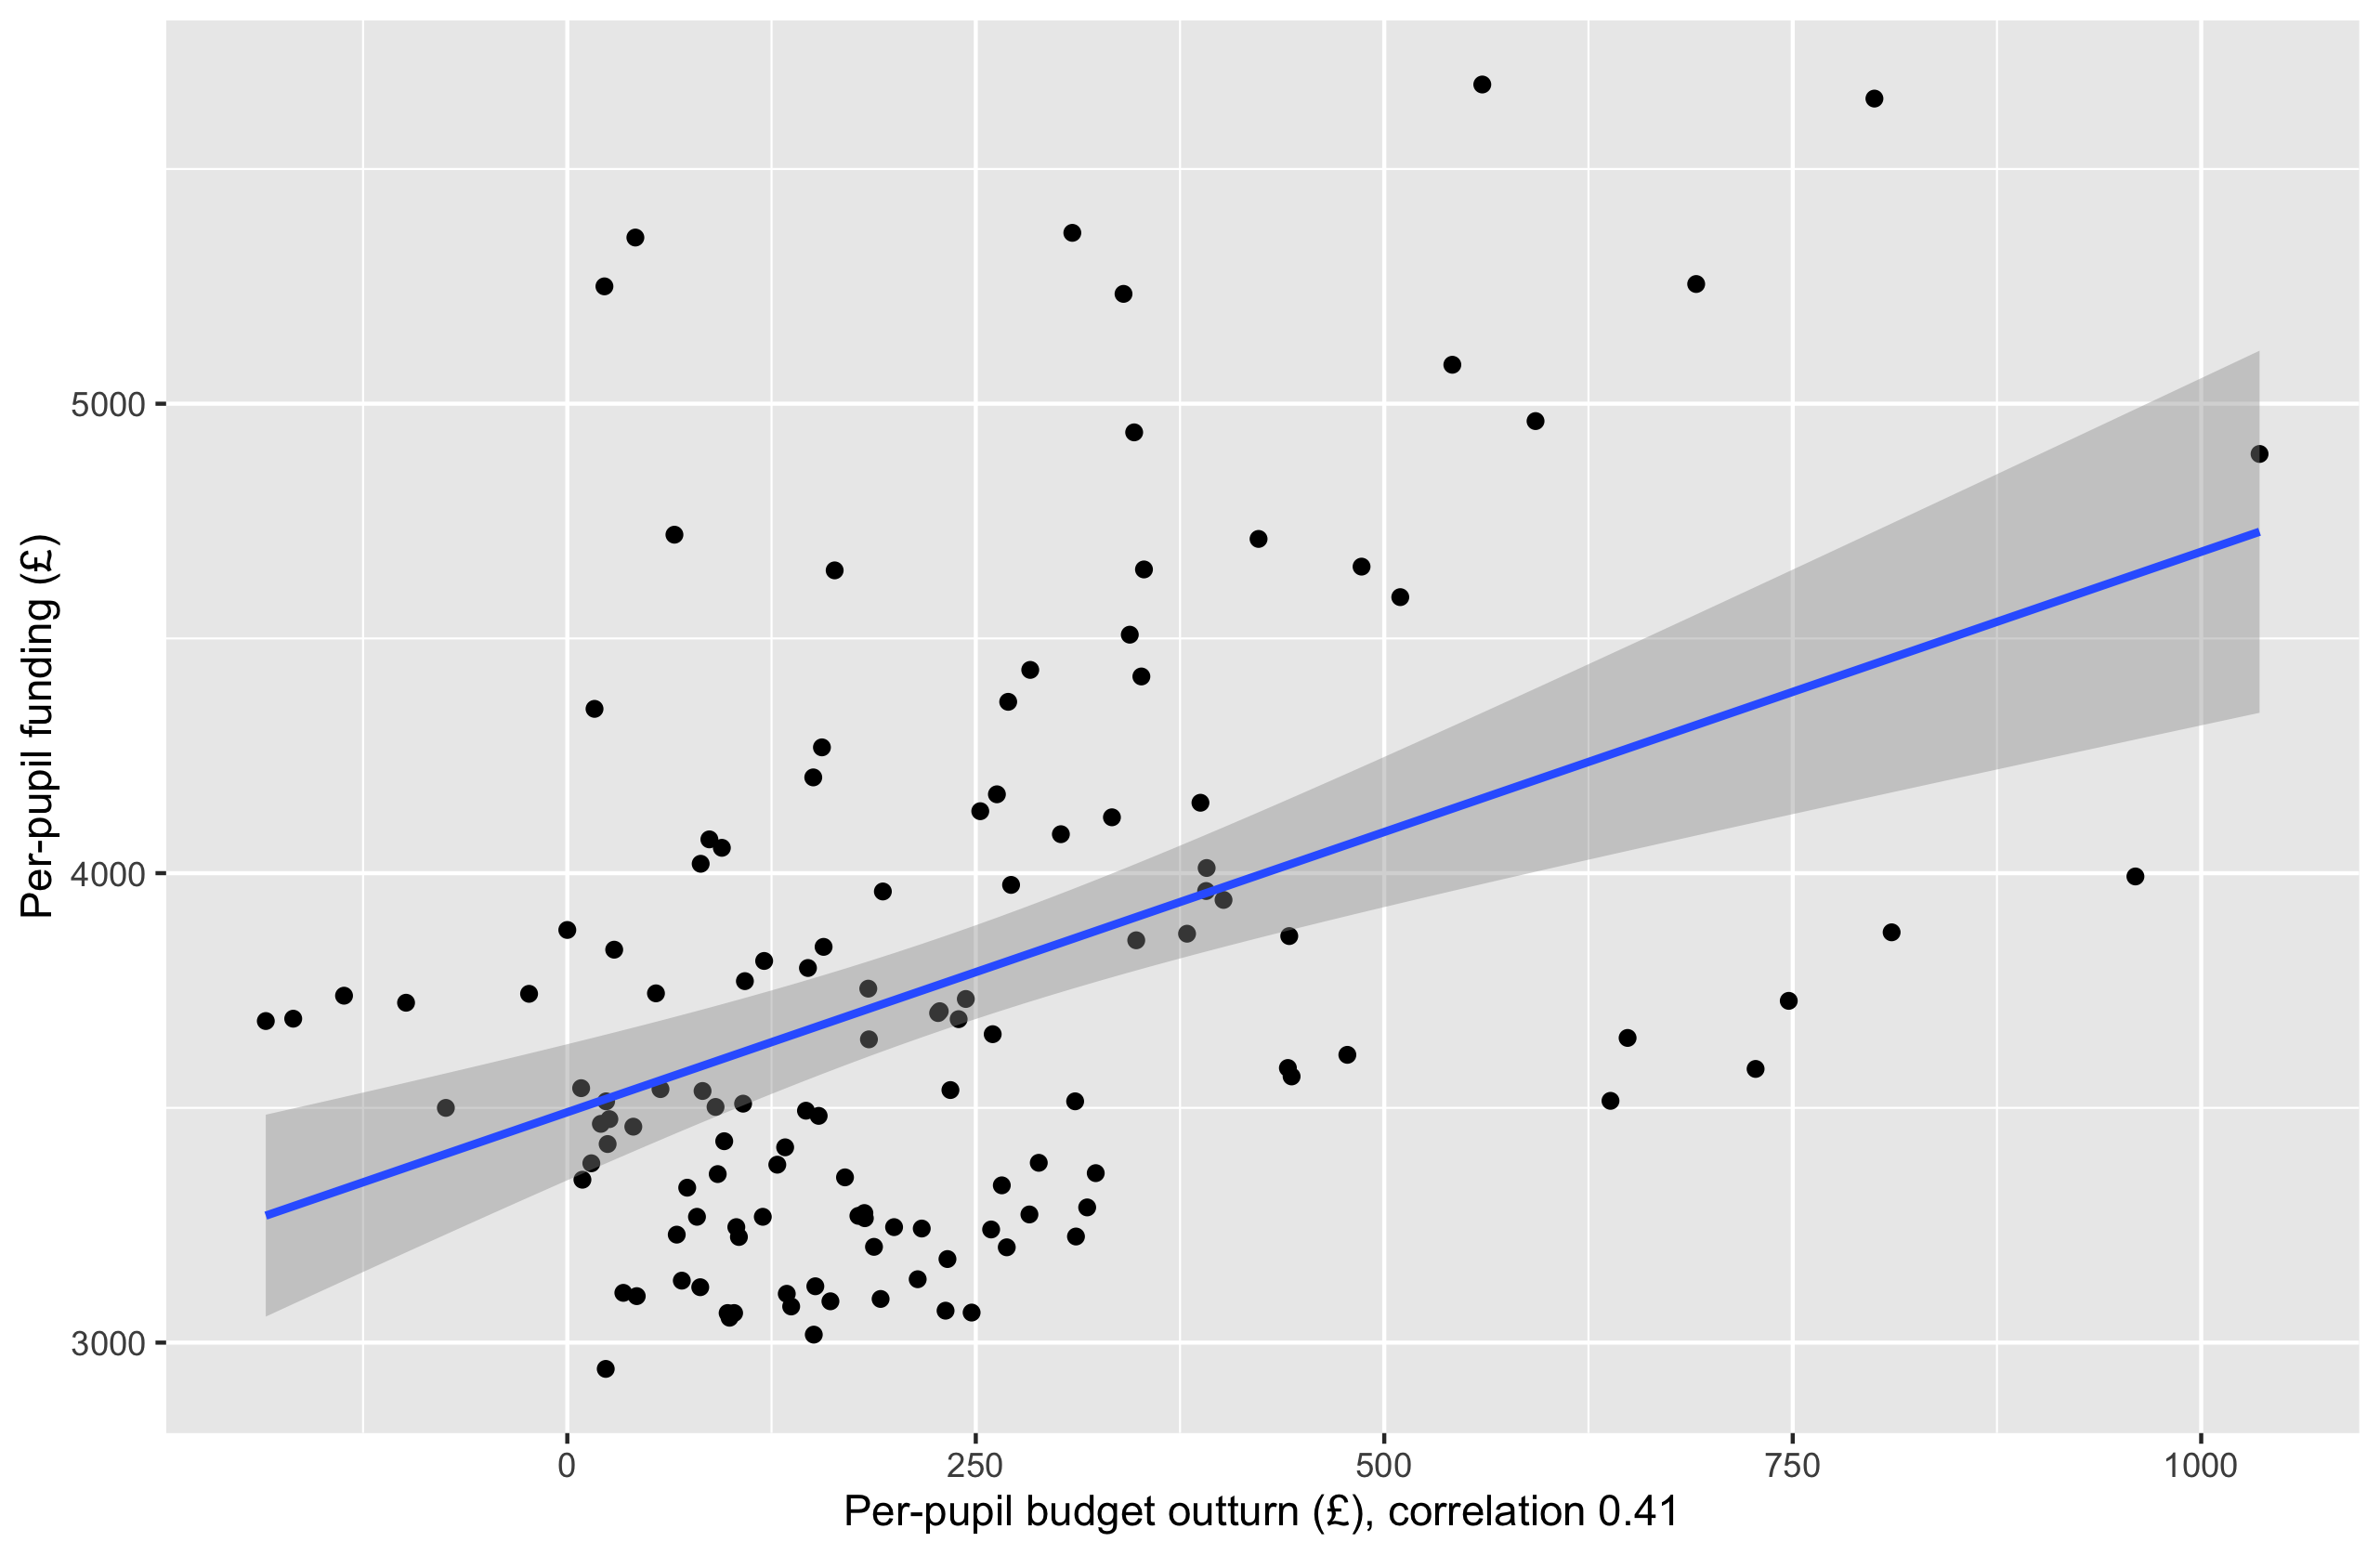 Per-pupil funding (£)
5000
4000
3000
0 250 500 750 1000
Per-pupil budget outturn (£), correlation 0.41